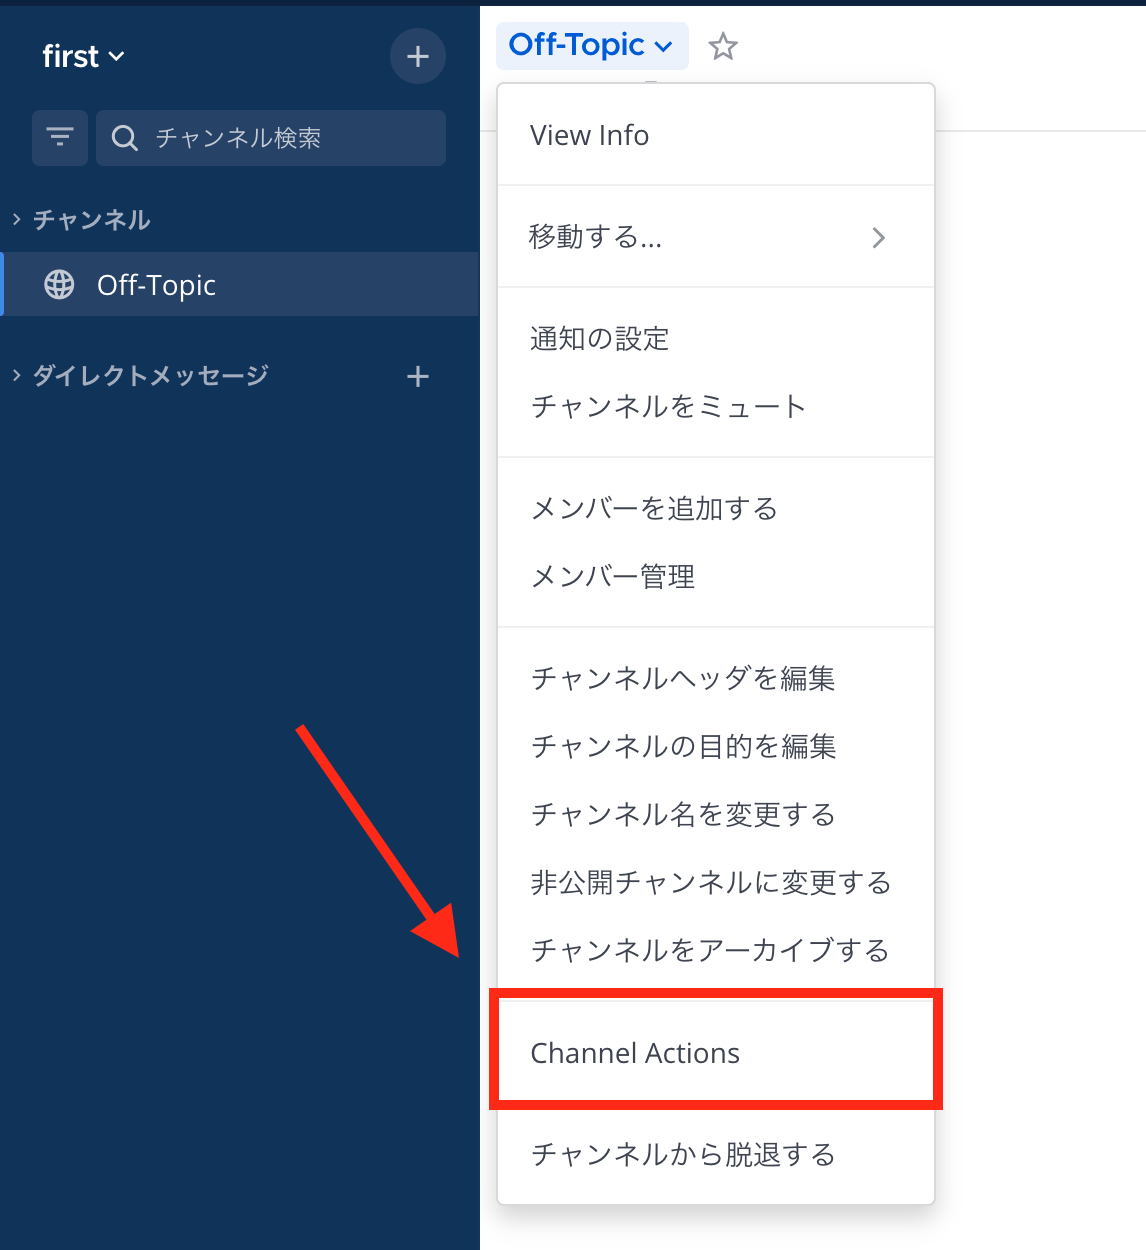 first
チャンネル検索
チャンネル
Off-Topic
ダイレクトメッセージ
Off-Topic
View Info
移動する...
通知の設定
チャンネルをミュート
メンバーを追加する
メンバー管理
チャンネルヘッダを編集
チャンネルの目的を編集
チャンネル名を変更する
非公開チャンネルに変更する
チャンネルをアーカイブする
Channel Actions
チャンネルから脱退する